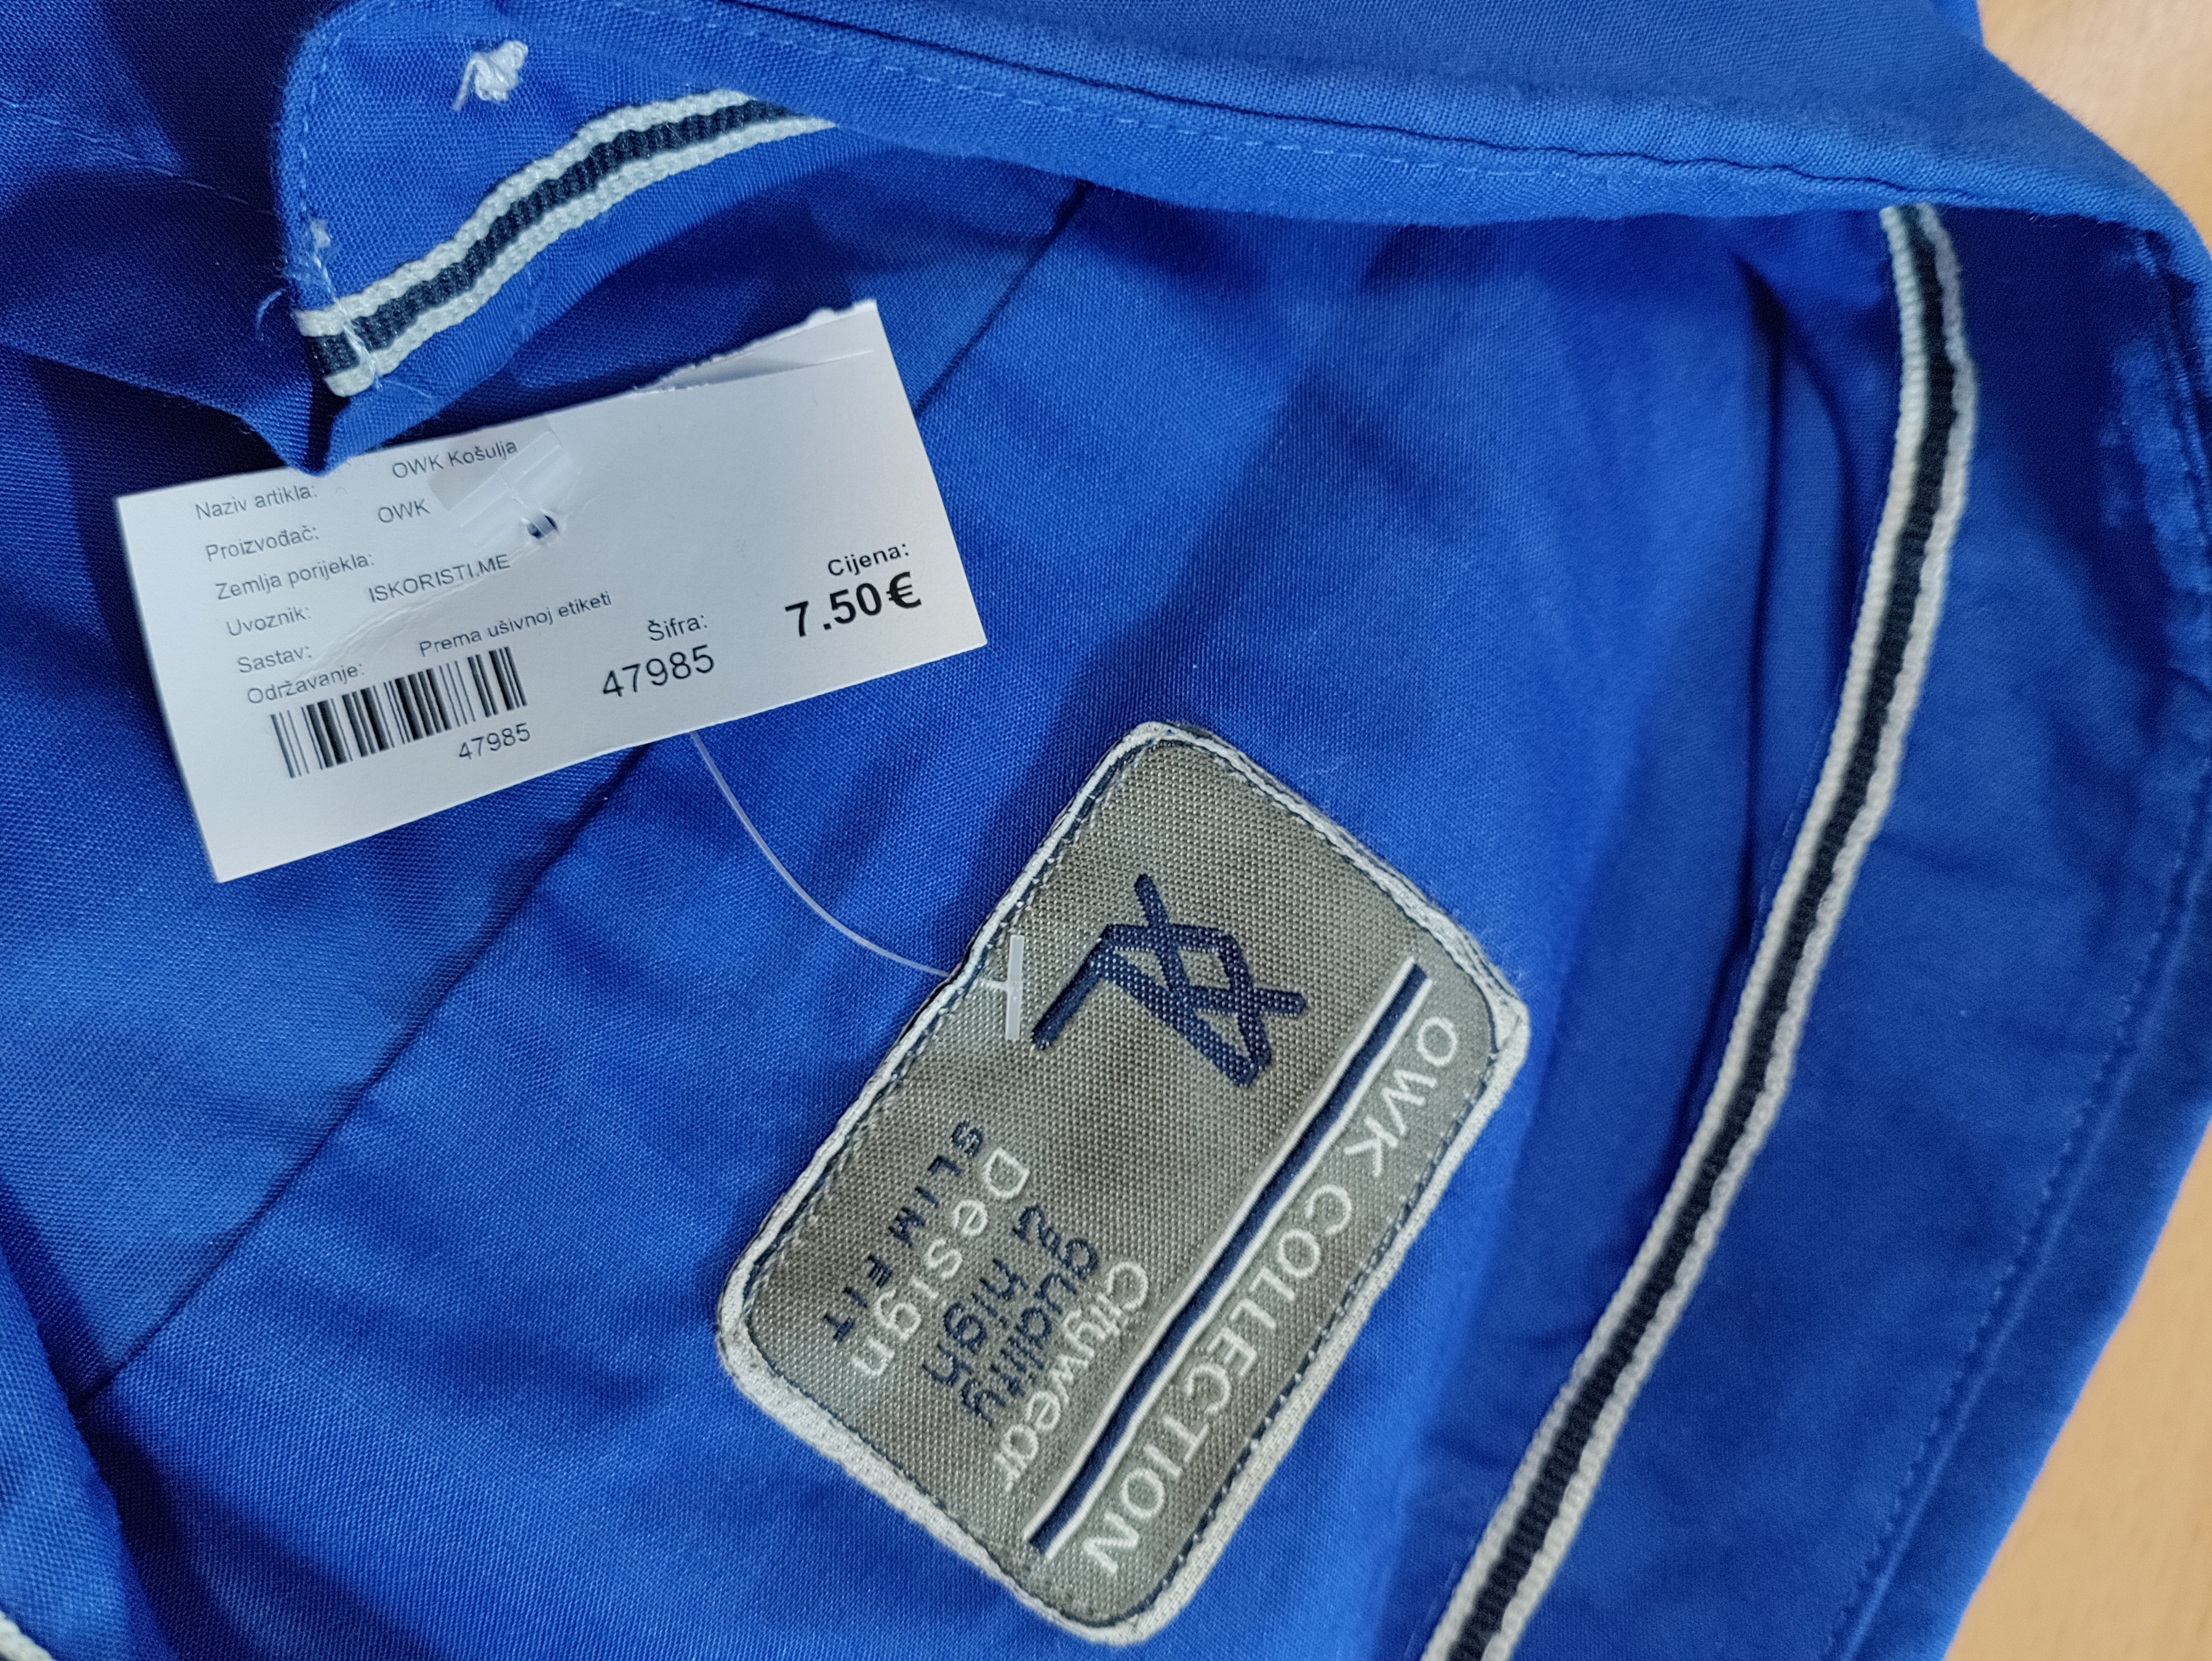 Naziv artikla: OWK Košulja
Proizvođač: OWK
Zemlja porijekla:
Uvoznik: ISKORISTI.ME
Sastav:
Održavanje: Prema ušivnoj etiketi
47985
Šifra:
47985
Cijena:
7.50€
OWK COLLECTION
Citywear
high quality
Design
SLIM FIT